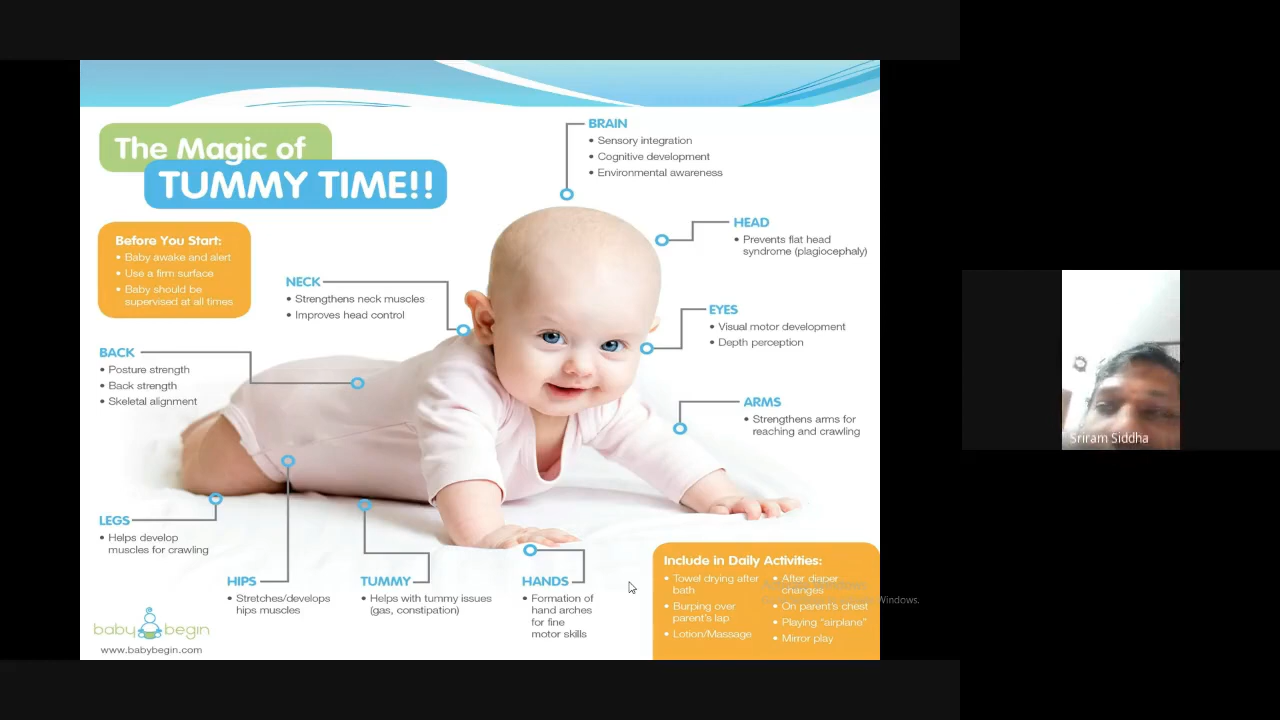 The Magic of
TUMMY TIME!!
Before You Start:
• Baby awake and alert
• Use a firm surface
• Baby should be
supervised at all times
BRAIN
• Sensory integration
• Cognitive development
• Environmental awareness
HEAD
• Prevents flat head
syndrome (plagiocephaly)
NECK
• Strengthens neck muscles
• Improves head control
EYES
• Visual motor development
• Depth perception
BACK
• Posture strength
• Back strength
• Skeletal alignment
ARMS
• Strengthens arms for
reaching and crawling
LEGS
• Helps develop
muscles for crawling
HIPS
• Stretches/develops
hips muscles
TUMMY
• Helps with tummy issues
(gas, constipation)
HANDS
• Formation of
hand arches
for fine
motor skills
Include in Daily Activities:
• Towel drying after
bath
• Burping over
parent's lap
• Lotion/Massage
• After diaper
changes
• On parent's chest
• Playing "airplane"
• Mirror play
Windows.
baby begin
www.babybegin.com
Sriram Siddha